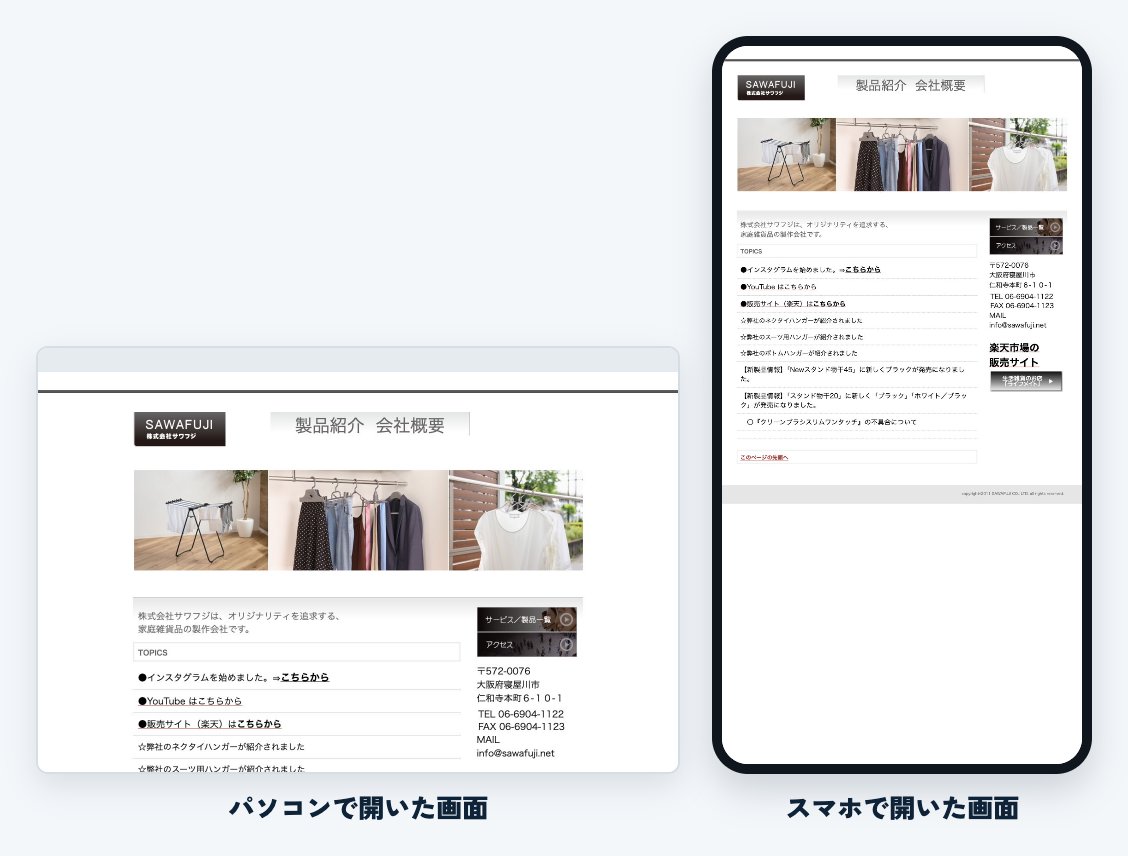 SAWAFUJI
株式会社サワフジ
製品紹介 会社概要
株式会社サワフジは、オリジナリティを追求する、
家庭雑貨品の製作会社です。
TOPICS
●インスタグラムを始めました。⇒こちらから
●YouTube はこちらから
●販売サイト（楽天）はこちらから
☆弊社のネクタイハンガーが紹介されました
☆弊社のスーツ用ハンガーが紹介されました
サービス／製品一覧
アクセス
〒572-0076
大阪府寝屋川市
仁和寺本町６-１０-１
TEL 06-6904-1122
FAX 06-6904-1123
MAIL
info@sawafuji.net
パソコンで開いた画面
SAWAFUJI
株式会社サワフジ
製品紹介 会社概要
株式会社サワフジは、オリジナリティを追求する、
家庭雑貨品の製作会社です。
TOPICS
●インスタグラムを始めました。⇒こちらから
●YouTube はこちらから
●販売サイト（楽天）はこちらから
☆弊社のネクタイハンガーが紹介されました
☆弊社のスーツ用ハンガーが紹介されました
☆弊社のボトムハンガーが紹介されました
【新製品情報】「Newスタンド物干45」に新しくブラックが発売になりまし
た。
【新製品情報】「スタンド物干20」に新しく「ブラック」「ホワイト／ブラッ
ク」が発売になりました。
〇『クリーンブラシスリムワンタッチ』の不具合について
このページの先頭へ
サービス／製品一覧
アクセス
〒572-0076
大阪府寝屋川市
仁和寺本町６-１０-１
TEL 06-6904-1122
FAX 06-6904-1123
MAIL
info@sawafuji.net
楽天市場の
販売サイト
生活雑貨のお店
「ライフメイト」
copyright©2011 SAWAFUJI CO., LTD all rights reserved.
スマホで開いた画面